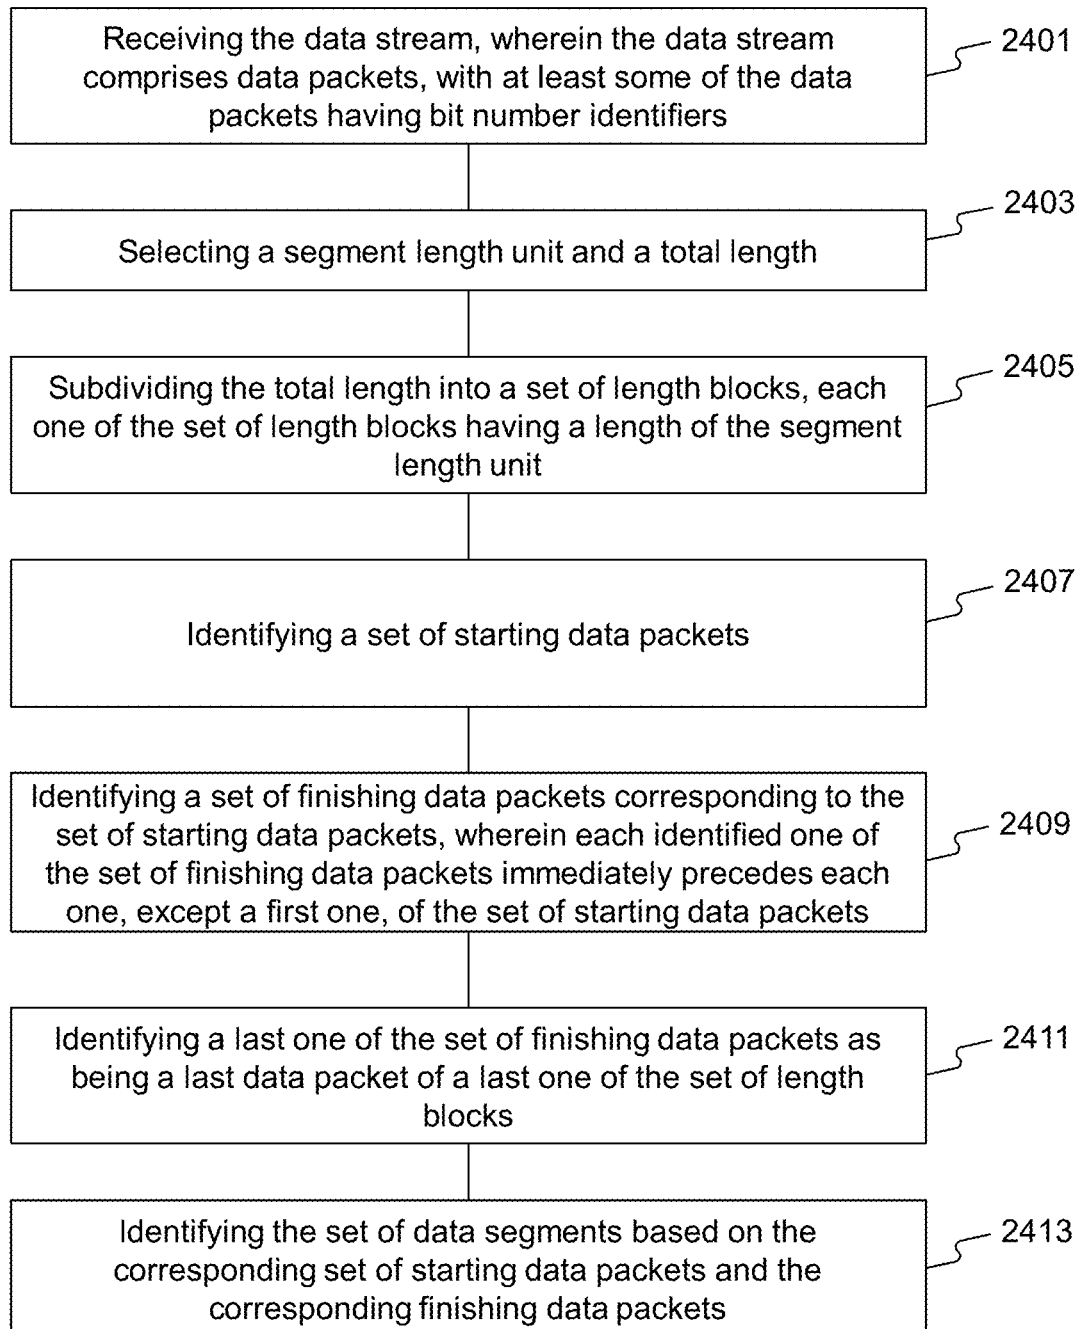 Receiving the data stream, wherein the data stream
comprises data packets, with at least some of the data
packets having bit number identifiers
2401
Selecting a segment length unit and a total length
2403
Subdividing the total length into a set of length blocks, each
one of the set of length blocks having a length of the segment
length unit
2405
Identifying a set of starting data packets
2407
Identifying a set of finishing data packets corresponding to the
set of starting data packets, wherein each identified one of
the set of finishing data packets immediately precedes each
one, except a first one, of the set of starting data packets
2409
Identifying a last one of the set of finishing data packets as
being a last data packet of a last one of the set of length
blocks
2411
Identifying the set of data segments based on the
corresponding set of starting data packets and the
corresponding finishing data packets
2413